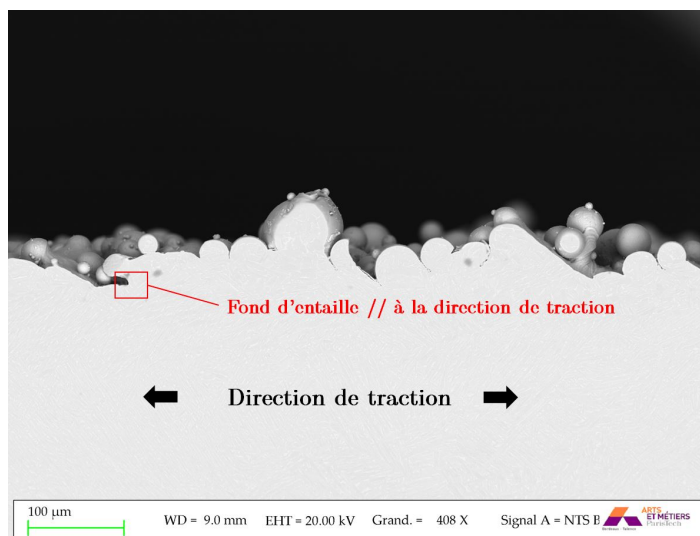 Fond d'entaille // à la direction de traction
Direction de traction
100 µm
WD = 9.0 mm EHT = 20.00 kV Grand. = 408 X Signal A = NTS B
ARTS
ET MÉTIERS
ParisTech